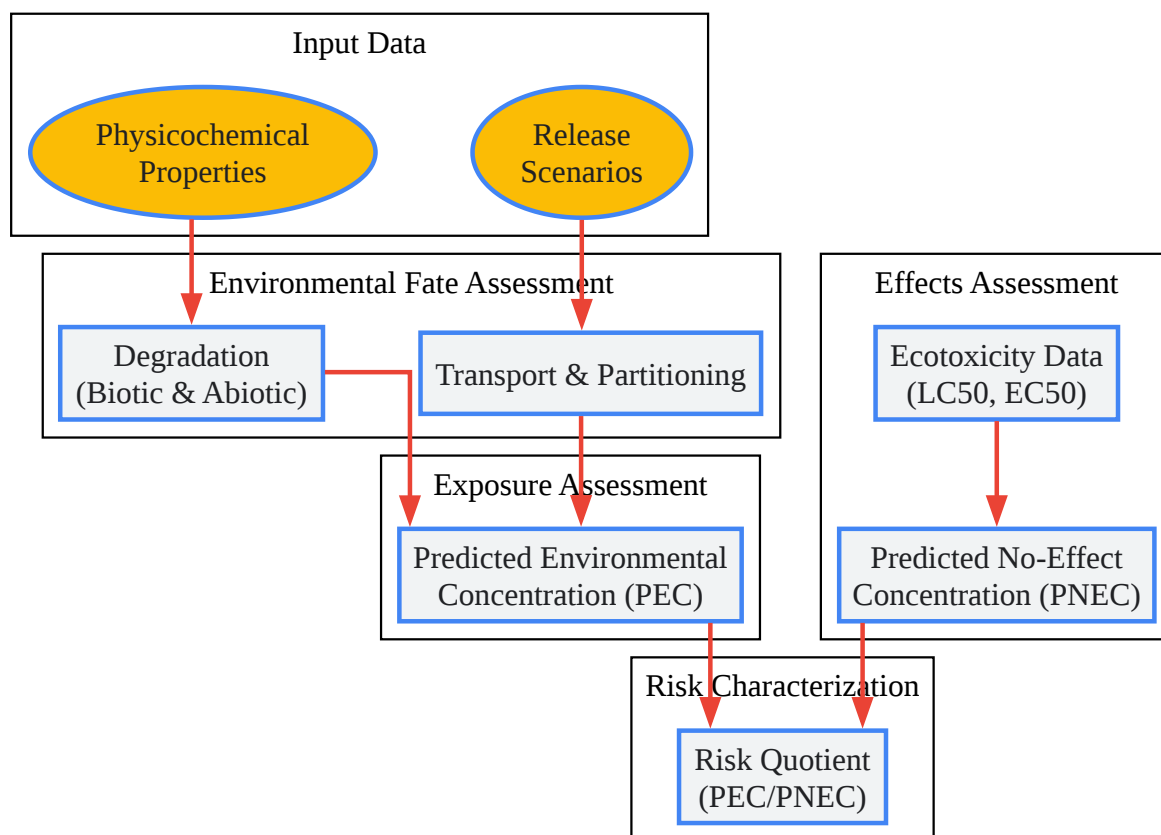 Input Data
Physicochemical
Properties
Release
Scenarios
Environmental Fate Assessment
Degradation
(Biotic & Abiotic)
Transport & Partitioning
Effects Assessment
Ecotoxicity Data
(LC50, EC50)
Exposure Assessment
Predicted Environmental
Concentration (PEC)
Predicted No-Effect
Concentration (PNEC)
Risk Characterization
Risk Quotient
(PEC/PNEC)